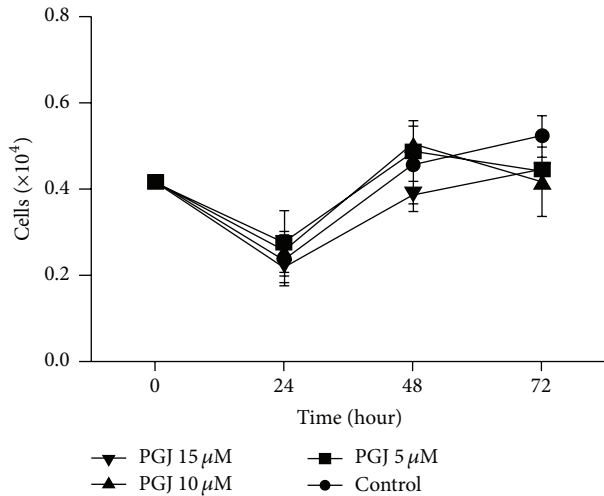 0.8
0.6
0.4
0.2
0.0
Cells (×10⁴)
0 24 48 72
Time (hour)
PGJ 15 μM PGJ 5 μM
PGJ 10 μM Control